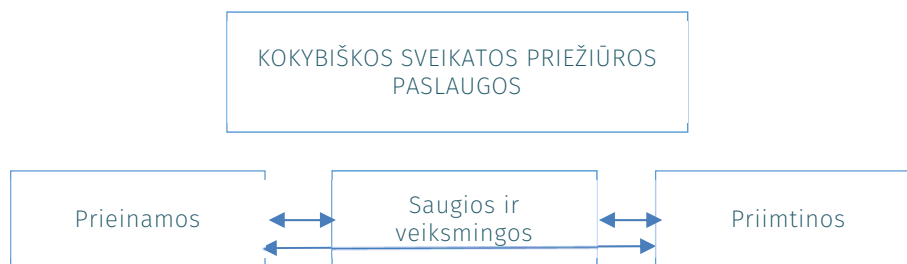 KOKYBIŠKOS SVEIKATOS PRIEŽIŪROS
PASLAUGOS
Prieinamos
Saugios ir
veiksmingos
Priimtinos